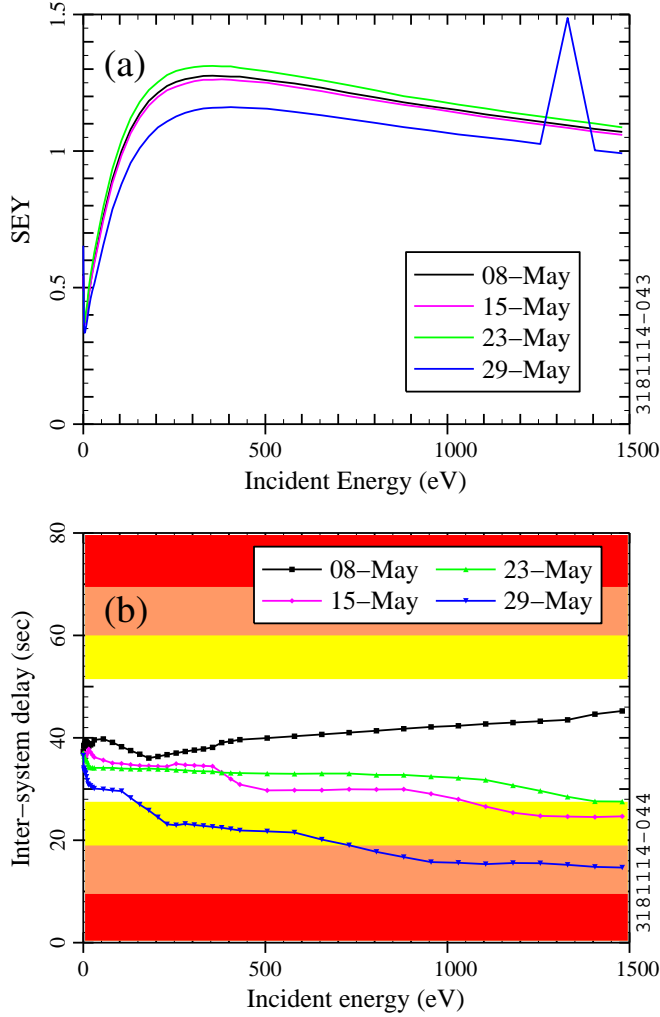 1.5
(a)
1
SEY
0.5
0
08−May
15−May
23−May
29−May
3181114−043
0 500 1000 1500
Incident Energy (eV)
80
08−May 23−May
15−May 29−May
(b)
60
Inter−system delay (sec)
40
20
0
3181114−044
0 500 1000 1500
Incident energy (eV)